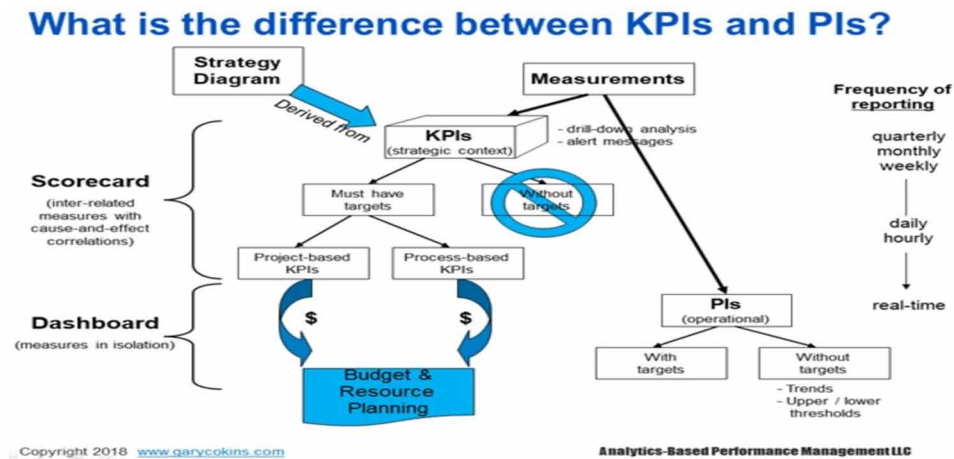 What is the difference between KPIs and PIs?
Strategy
Diagram
Measurements
Derived from
KPIs
(strategic context)
- drill-down analysis
- alert messages
Frequency of
reporting
quarterly
monthly
weekly
daily
hourly
real-time
Scorecard
(inter-related
measures with
cause-and-effect
correlations)
Must have
targets
Without
targets
Project-based
KPIs
Process-based
KPIs
Dashboard
(measures in isolation)
$
$
Budget &
Resource
Planning
PIs
(operational)
With
targets
Without
targets
- Trends
- Upper / lower
thresholds
Copyright 2018 www.garycokins.com
Analytics-Based Performance Management LLC